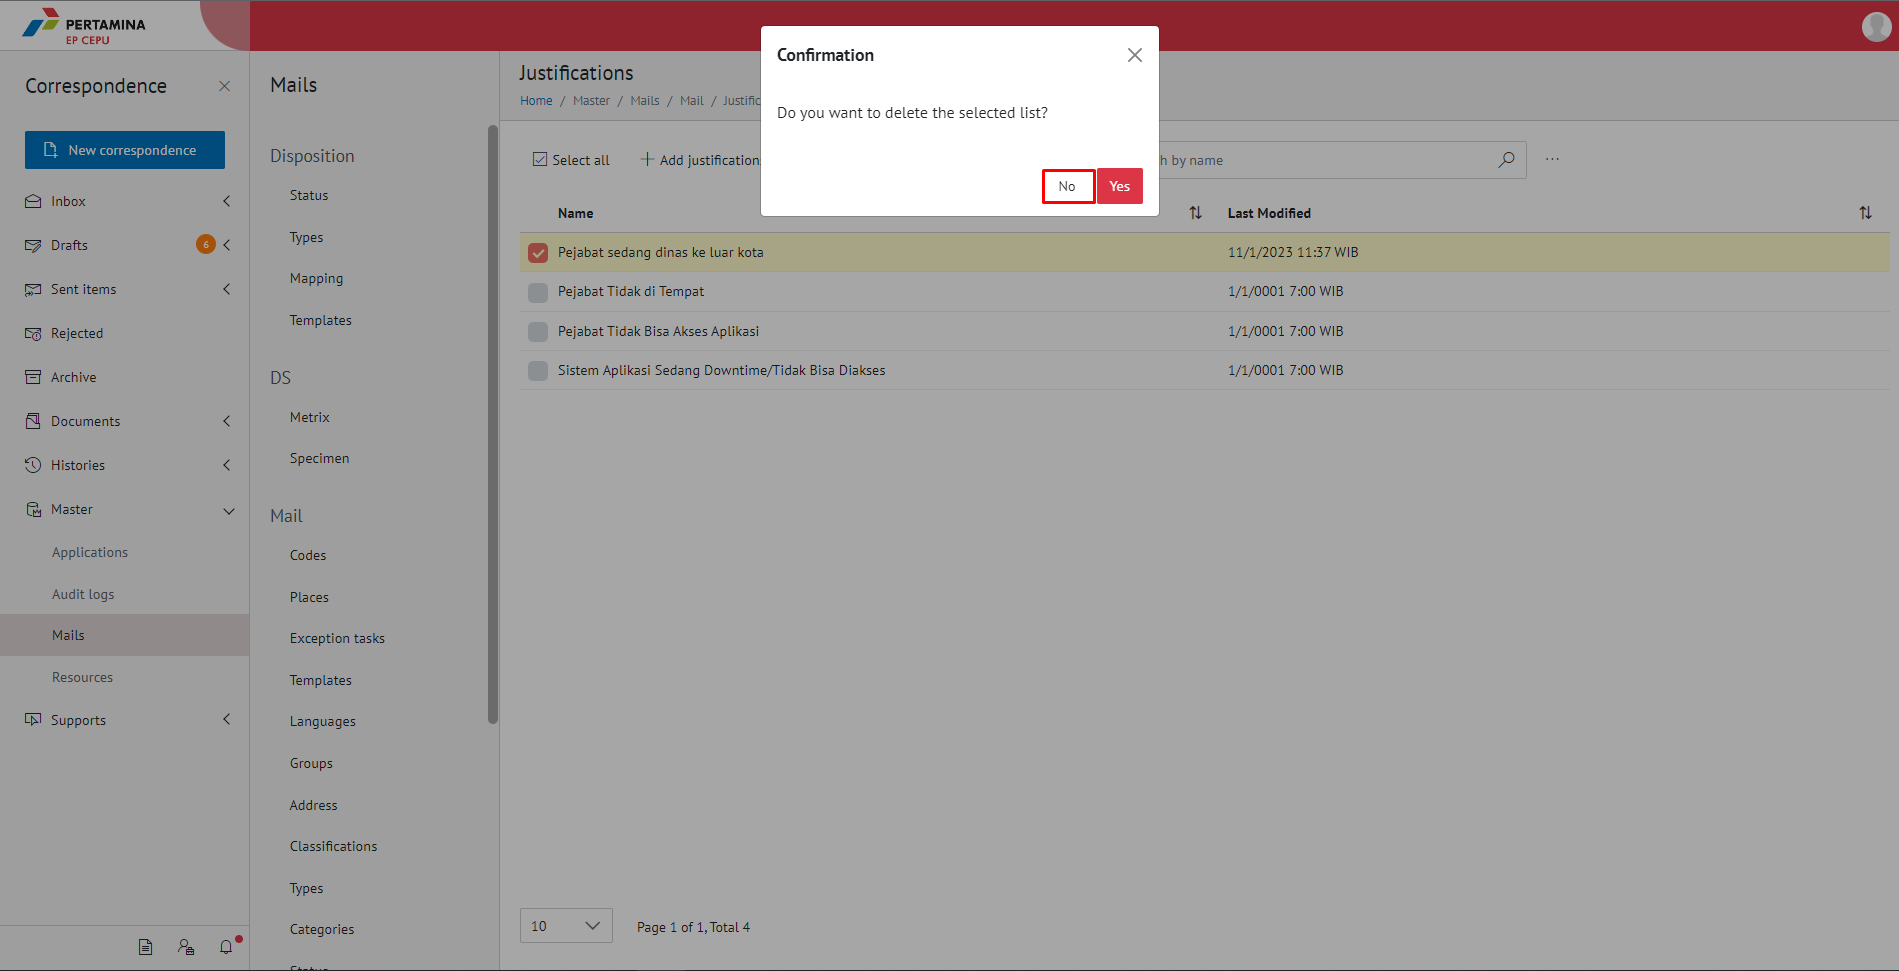 PERTAMINA
EP CEPU
Correspondence
New correspondence
Inbox
Drafts
6
Sent items
Rejected
Archive
Documents
Histories
Master
Applications
Audit logs
Mails
Resources
Supports
Mails
Disposition
Status
Types
Mapping
Templates
DS
Metrix
Specimen
Mail
Codes
Places
Exception tasks
Templates
Languages
Groups
Address
Classifications
Types
Categories
Justifications
Home / Master / Mails / Mail / Justific
Select all
Add justification
h by name
...
Confirmation
Do you want to delete the selected list?
No
Yes
Name
Last Modified
Pejabat sedang dinas ke luar kota
11/1/2023 11:37 WIB
Pejabat Tidak di Tempat
1/1/0001 7:00 WIB
Pejabat Tidak Bisa Akses Aplikasi
1/1/0001 7:00 WIB
Sistem Aplikasi Sedang Downtime/Tidak Bisa Diakses
1/1/0001 7:00 WIB
10
Page 1 of 1, Total 4